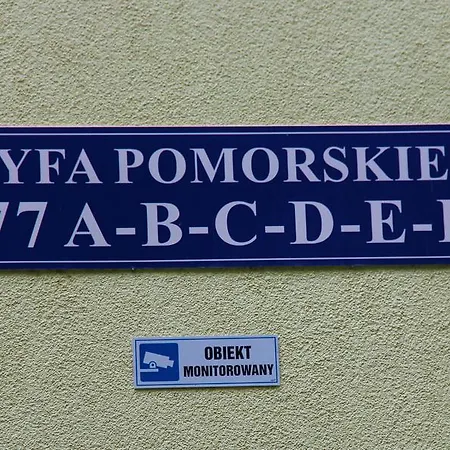 YFA POMORSKIE
77 A-B-C-D-E-
OBIEKT
MONITOROWANY